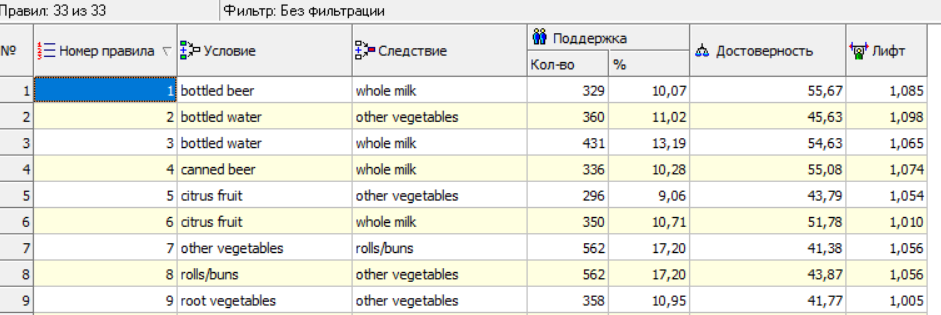 Правил: 33 из 33 Фильтр: Без фильтрации
№ Номер правила Условие Следствие Поддержка Достоверность Лифт
Кол-во %
1 1 bottled beer whole milk 329 10,07 55,67 1,085
2 2 bottled water other vegetables 360 11,02 45,63 1,098
3 3 bottled water whole milk 431 13,19 54,63 1,065
4 4 canned beer whole milk 336 10,28 55,08 1,074
5 5 citrus fruit other vegetables 296 9,06 43,79 1,054
6 6 citrus fruit whole milk 350 10,71 51,78 1,010
7 7 other vegetables rolls/buns 562 17,20 41,38 1,056
8 8 rolls/buns other vegetables 562 17,20 43,87 1,056
9 9 root vegetables other vegetables 358 10,95 41,77 1,005